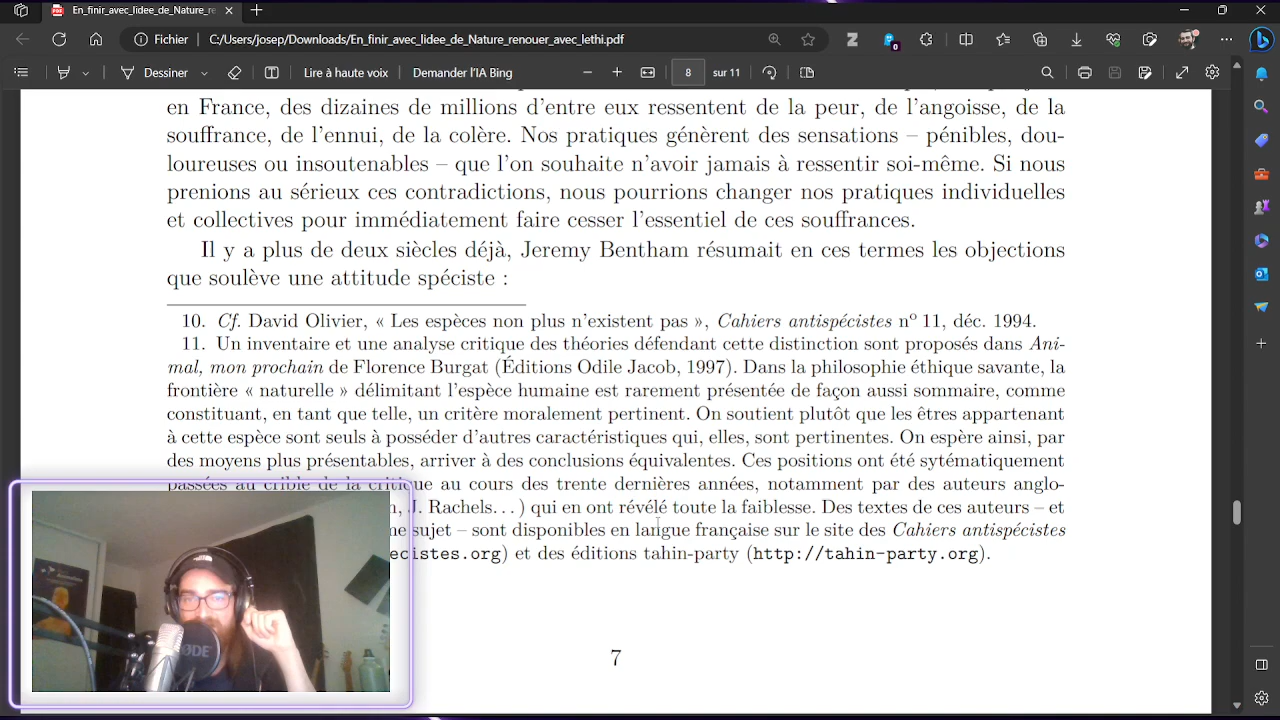 En_finir_avec_lidee_de_Nature_re
Fichier C:/Users/josep/Downloads/En_finir_avec_lidee_de_Nature_renouer_avec_lethi.pdf
Dessiner Lire à haute voix Demander l'IA Bing 8 sur 11
en France, des dizaines de millions d'entre eux ressentent de la peur, de l'angoisse, de la
souffrance, de l'ennui, de la colère. Nos pratiques génèrent des sensations – pénibles, dou-
loureuses ou insoutenables – que l'on souhaite n'avoir jamais à ressentir soi-même. Si nous
prenions au sérieux ces contradictions, nous pourrions changer nos pratiques individuelles
et collectives pour immédiatement faire cesser l'essentiel de ces souffrances.
Il y a plus de deux siècles déjà, Jeremy Bentham résumait en ces termes les objections
que soulève une attitude spéciste :
10. Cf. David Olivier, « Les espèces non plus n'existent pas », Cahiers antispécistes nº 11, déc. 1994.
11. Un inventaire et une analyse critique des théories défendant cette distinction sont proposés dans Ani-
mal, mon prochain de Florence Burgat (Éditions Odile Jacob, 1997). Dans la philosophie éthique savante, la
frontière « naturelle » délimitant l'espèce humaine est rarement présentée de façon aussi sommaire, comme
constituant, en tant que telle, un critère moralement pertinent. On soutient plutôt que les êtres appartenant
à cette espèce sont seuls à posséder d'autres caractéristiques qui, elles, sont pertinentes. On espère ainsi, par
des moyens plus présentables, arriver à des conclusions équivalentes. Ces positions ont été sytématiquement
passées au crible de la critique au cours des trente dernières années, notamment par des auteurs anglo-
, J. Rachels. . . ) qui en ont révélé toute la faiblesse. Des textes de ces auteurs – et
sujet – sont disponibles en langue française sur le site des Cahiers antispécistes
ecistes.org) et des éditions tahin-party (http://tahin-party.org).
RØDE
7